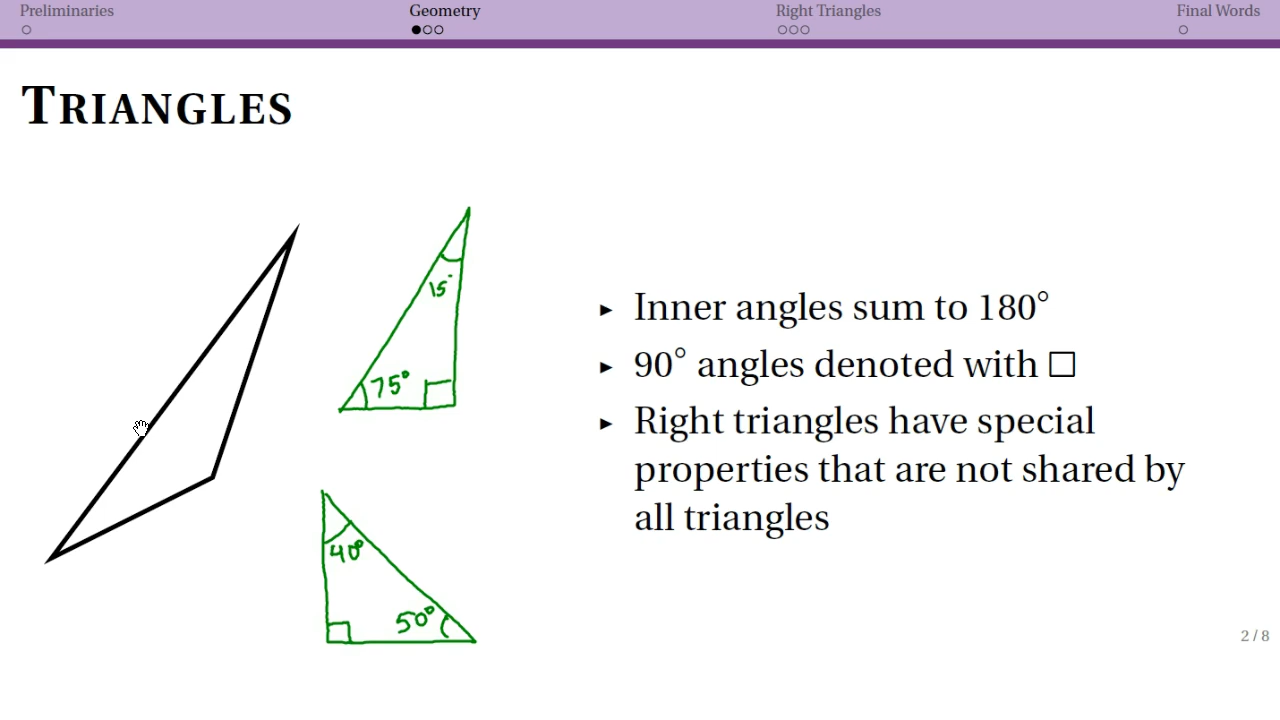 Preliminaries Geometry Right Triangles Final Words
TRIANGLES
15°
75°
40°
50°
Inner angles sum to 180°
90° angles denoted with □
Right triangles have special
properties that are not shared by
all triangles
2 / 8